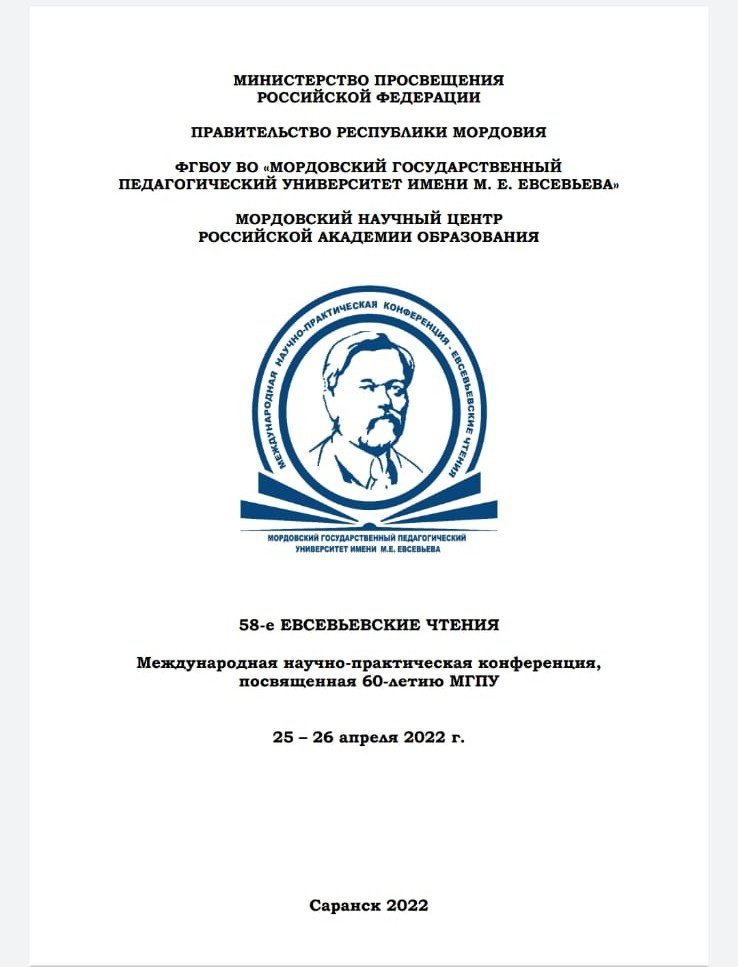 МИНИСТЕРСТВО ПРОСВЕЩЕНИЯ
РОССИЙСКОЙ ФЕДЕРАЦИИ
ПРАВИТЕЛЬСТВО РЕСПУБЛИКИ МОРДОВИЯ
ФГБОУ ВО «МОРДОВСКИЙ ГОСУДАРСТВЕННЫЙ
ПЕДАГОГИЧЕСКИЙ УНИВЕРСИТЕТ ИМЕНИ М. Е. ЕВСЕВЬЕВА»
МОРДОВСКИЙ НАУЧНЫЙ ЦЕНТР
РОССИЙСКОЙ АКАДЕМИИ ОБРАЗОВАНИЯ
МЕЖДУНАРОДНАЯ НАУЧНО-ПРАКТИЧЕСКАЯ КОНФЕРЕНЦИЯ - ЕВСЕВЬЕВСКИЕ ЧТЕНИЯ
МОРДОВСКИЙ ГОСУДАРСТВЕННЫЙ ПЕДАГОГИЧЕСКИЙ
УНИВЕРСИТЕТ ИМЕНИ М.Е. ЕВСЕВЬЕВА
58-е ЕВСЕВЬЕВСКИЕ ЧТЕНИЯ
Международная научно-практическая конференция,
посвященная 60-летию МГПУ
25 – 26 апреля 2022 г.
Саранск 2022